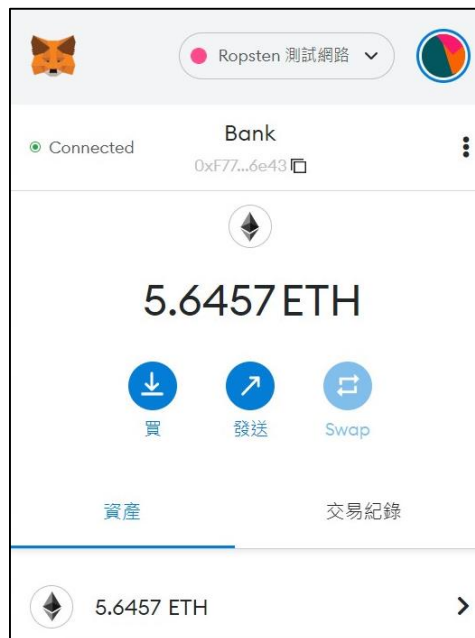 Ropsten 測試網路
Connected
Bank
0xF77...6e43
5.6457 ETH
買
發送
Swap
資產
交易紀錄
5.6457 ETH